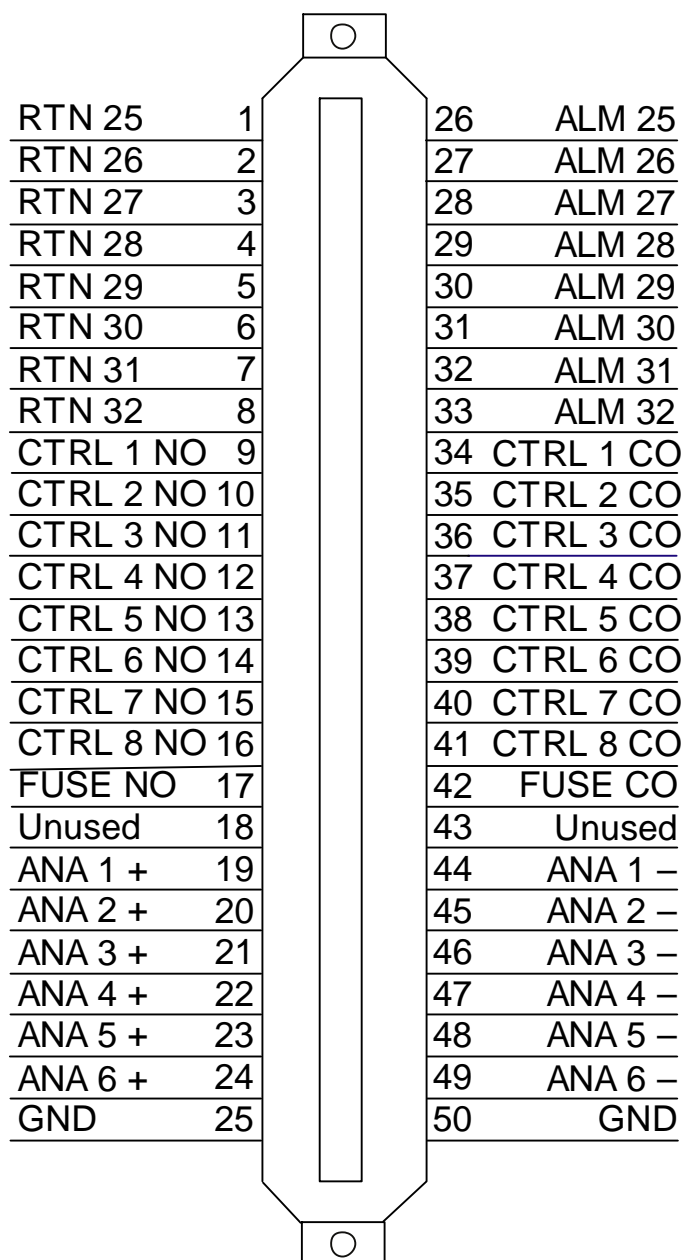 RTN 25 1 26 ALM 25
RTN 26 2 27 ALM 26
RTN 27 3 28 ALM 27
RTN 28 4 29 ALM 28
RTN 29 5 30 ALM 29
RTN 30 6 31 ALM 30
RTN 31 7 32 ALM 31
RTN 32 8 33 ALM 32
CTRL 1 NO 9 34 CTRL 1 CO
CTRL 2 NO 10 35 CTRL 2 CO
CTRL 3 NO 11 36 CTRL 3 CO
CTRL 4 NO 12 37 CTRL 4 CO
CTRL 5 NO 13 38 CTRL 5 CO
CTRL 6 NO 14 39 CTRL 6 CO
CTRL 7 NO 15 40 CTRL 7 CO
CTRL 8 NO 16 41 CTRL 8 CO
FUSE NO 17 42 FUSE CO
Unused 18 43 Unused
ANA 1 + 19 44 ANA 1 –
ANA 2 + 20 45 ANA 2 –
ANA 3 + 21 46 ANA 3 –
ANA 4 + 22 47 ANA 4 –
ANA 5 + 23 48 ANA 5 –
ANA 6 + 24 49 ANA 6 –
GND 25 50 GND